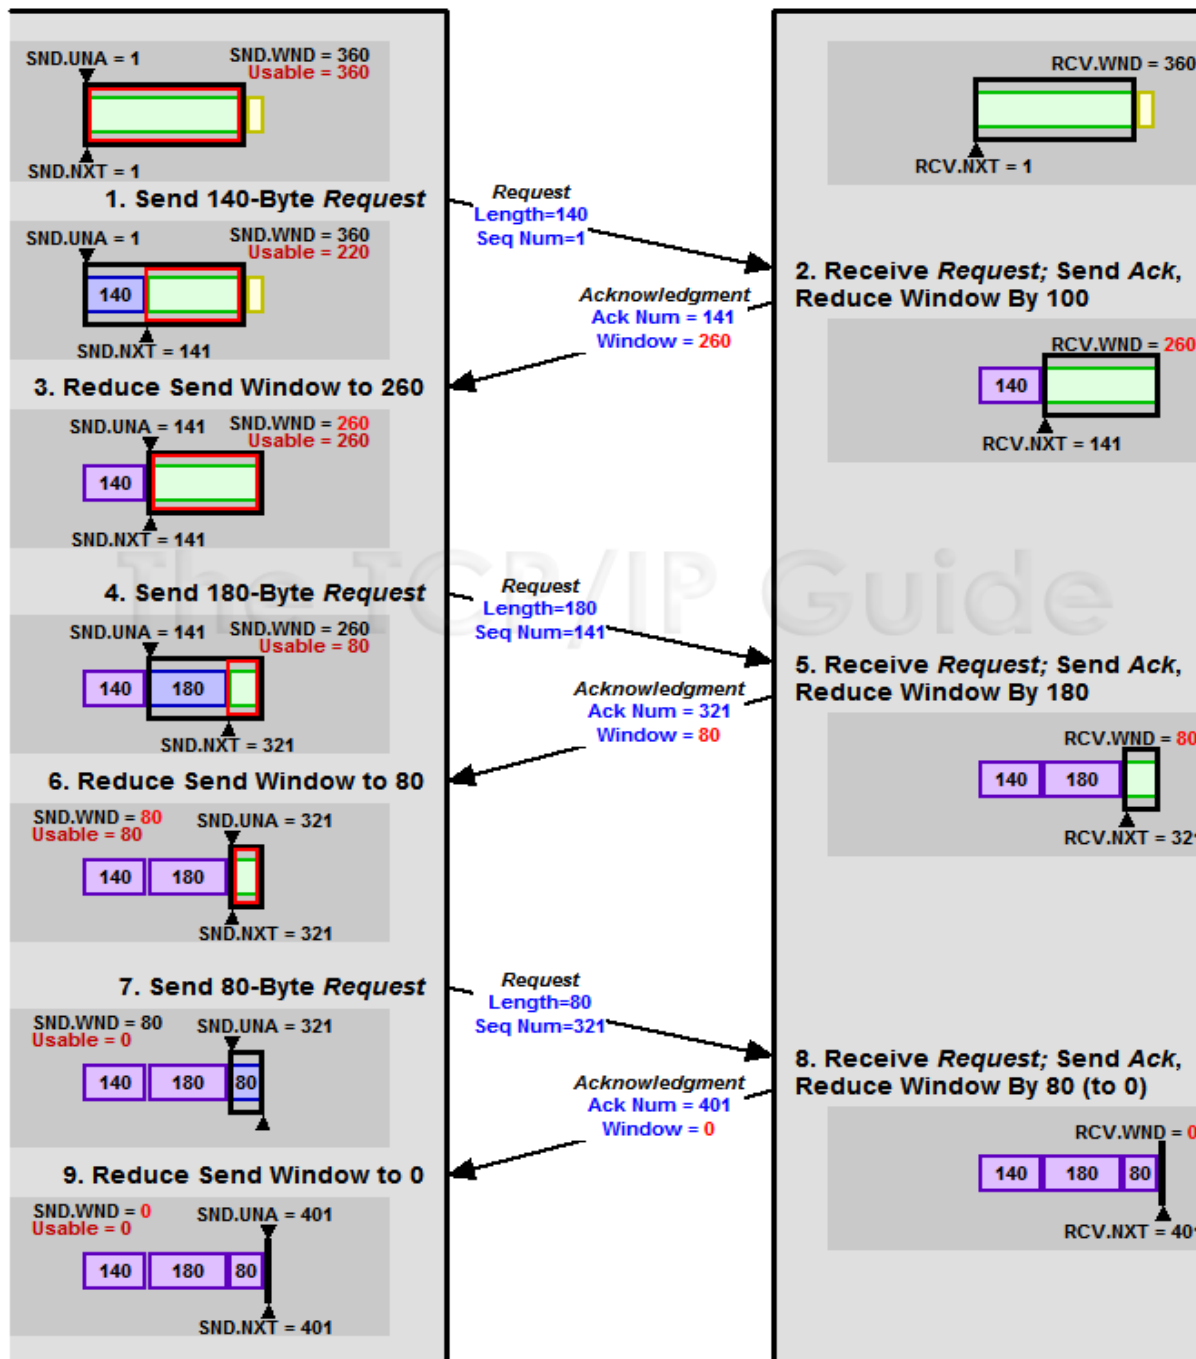 SND.UNA = 1
SND.WND = 360
Usable = 360
SND.NXT = 1
RCV.WND = 360
RCV.NXT = 1
1. Send 140-Byte Request
Request
Length=140
Seq Num=1
SND.UNA = 1
SND.WND = 360
Usable = 220
140
SND.NXT = 141
2. Receive Request; Send Ack,
Reduce Window By 100
Acknowledgment
Ack Num = 141
Window = 260
RCV.WND = 260
140
RCV.NXT = 141
3. Reduce Send Window to 260
SND.UNA = 141
SND.WND = 260
Usable = 260
140
SND.NXT = 141
The TCP/IP Guide
4. Send 180-Byte Request
Request
Length=180
Seq Num=141
SND.UNA = 141
SND.WND = 260
Usable = 80
140
180
SND.NXT = 321
5. Receive Request; Send Ack,
Reduce Window By 180
Acknowledgment
Ack Num = 321
Window = 80
RCV.WND = 80
140
180
RCV.NXT = 321
6. Reduce Send Window to 80
SND.WND = 80
Usable = 80
SND.UNA = 321
140
180
SND.NXT = 321
7. Send 80-Byte Request
Request
Length=80
Seq Num=321
SND.WND = 80
Usable = 0
SND.UNA = 321
140
180
80
8. Receive Request; Send Ack,
Reduce Window By 80 (to 0)
Acknowledgment
Ack Num = 401
Window = 0
RCV.WND = 0
140
180
80
RCV.NXT = 401
9. Reduce Send Window to 0
SND.WND = 0
Usable = 0
SND.UNA = 401
140
180
80
SND.NXT = 401